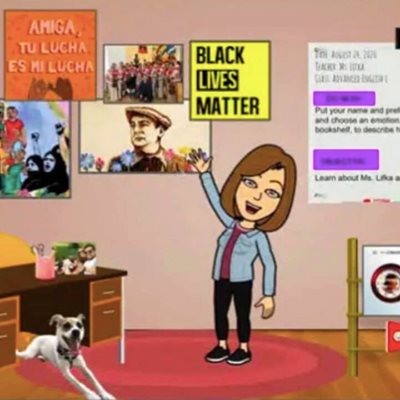 AMIGA,
TU LUCHA
ES MI LUCHA
BLACK
LIVES
MATTER
DATE: AUGUST 24, 2020
TEACHER: MS. LIFKA
CLASS: ADVANCED ENGLISH 1
Put your name and
and choose an emotion
bookshelf, to describe
Learn about Ms. Lifka